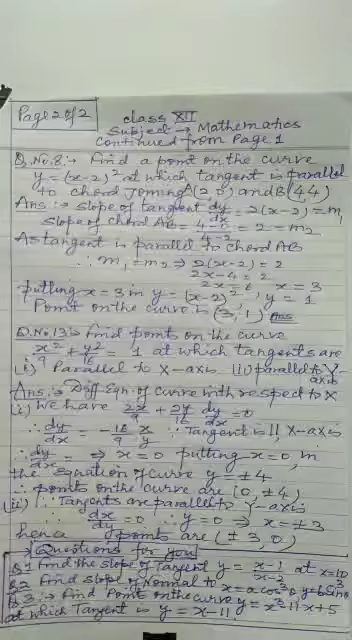 Page 2 of 2
class XII
Subject → Mathematics
Continued from Page 1
Q.No.8:→ Find a point on the curve
y=(x-2)² at which tangent is parallel
to chord joining A(2,0) and B(4,4)
Ans:→ slope of tangent dy/dx = 2(x-2)=m₁
slope of chord AB = 4-0/4-2 = 2 = m₂
As tangent is parallel to chord AB
∴ m₁ = m₂ ⇒ 2(x-2) = 2
2x-4 = 2
2x = 6, x = 3
putting x = 3 in y = (x-2)², y = 1
Point on the curve is (3,1) Ans
Q.No.13:→ Find points on the curve
x²/9 + y²/16 = 1 at which tangents are
(i) Parallel to x-axis (ii) parallel to Y-axis
Ans:→ Diff. Eqn. of curve with respect to x
(i) We have 2x/9 + 2y/16 dy/dx = 0
∴ dy/dx = -16/9 x/y ∵ Tangent is ||, X-axis
∴ dy/dx = ⇒ x = 0 putting x = 0 in
the equation of curve y = ±4
∴ points on the curve are (0, ±4)
(ii) ∵ Tangents are parallel to Y-axis
∴ dx/dy = 0 ∴ y = 0 ⇒ x = ±3
hence points are (±3, 0)
→ Questions for you
Q.1 Find the slope of Tangent y = x-1/x-2 at x=10
Q.2 Find slope of Normal to x=a cos³θ, y=
Q.3:→ Find Point on the curve y = x³-11x+5
at which Tangent is y = x-11